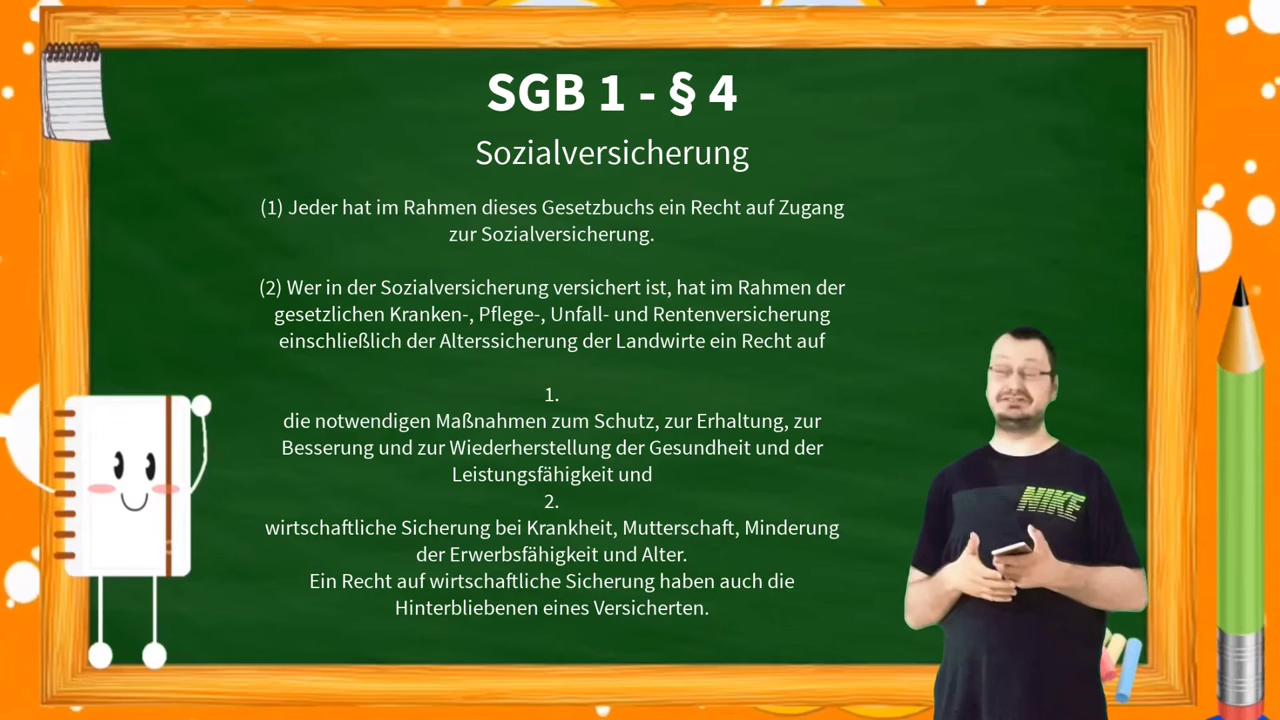 SGB 1 - § 4
Sozialversicherung
(1) Jeder hat im Rahmen dieses Gesetzbuchs ein Recht auf Zugang
zur Sozialversicherung.
(2) Wer in der Sozialversicherung versichert ist, hat im Rahmen der
gesetzlichen Kranken-, Pflege-, Unfall- und Rentenversicherung
einschließlich der Alterssicherung der Landwirte ein Recht auf
1.
die notwendigen Maßnahmen zum Schutz, zur Erhaltung, zur
Besserung und zur Wiederherstellung der Gesundheit und der
Leistungsfähigkeit und
2.
wirtschaftliche Sicherung bei Krankheit, Mutterschaft, Minderung
der Erwerbsfähigkeit und Alter.
Ein Recht auf wirtschaftliche Sicherung haben auch die
Hinterbliebenen eines Versicherten.
NIKE